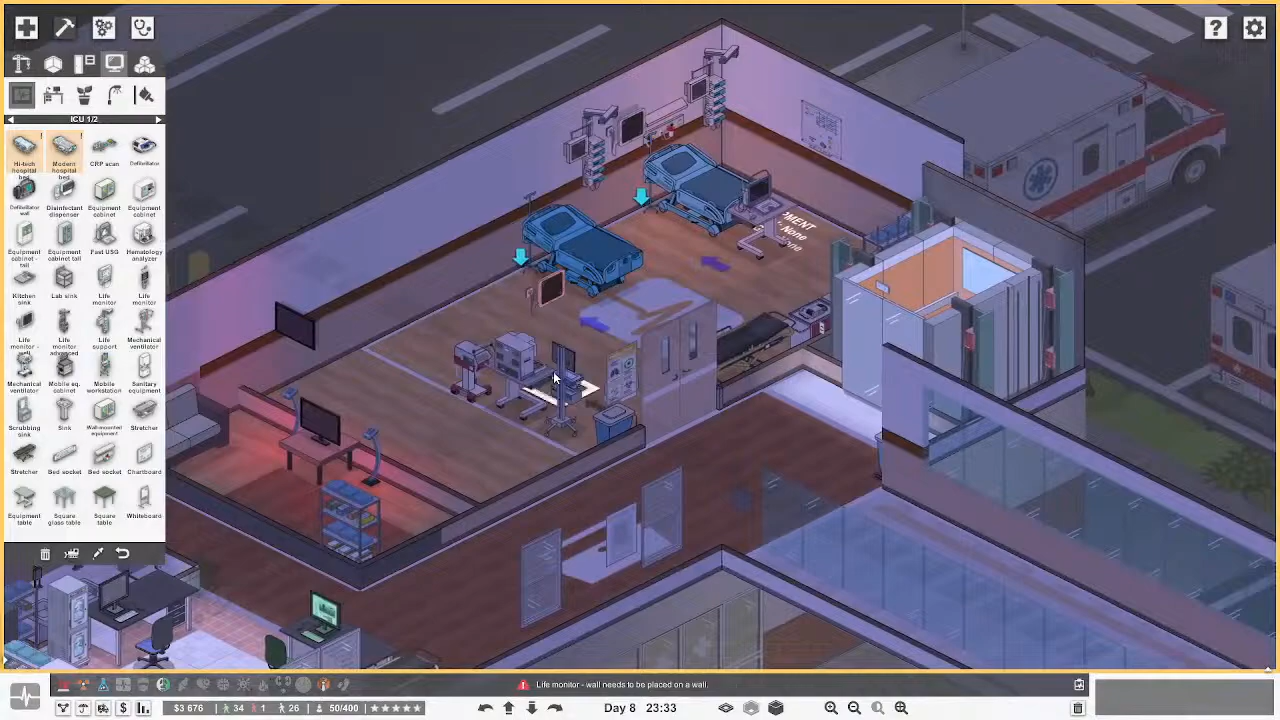 ICU 1/2
Hi-tech hospital bed
Modern hospital bed
CRP scan
Defibrillator
Defibrillator wall
Disinfectant dispenser
Equipment cabinet
Equipment cabinet
Equipment cabinet - tall
Equipment cabinet tall
Fast USG
Hematology analyzer
Kitchen sink
Lab sink
Life monitor
Life monitor
Life monitor - wall
Life monitor advanced
Life support
Mechanical ventilator
Mechanical ventilator
Mobile eq. cabinet
Mobile workstation
Sanitary equipment
Scrubbing sink
Sink
Wall-mounted equipment
Stretcher
Stretcher
Bed socket
Bed socket
Chartboard
Equipment table
Square glass table
Square table
Whiteboard
MENT
None
one
?
Life monitor - wall needs to be placed on a wall.
$
$3 676
34
1
26
50/400
Day 8
23:33